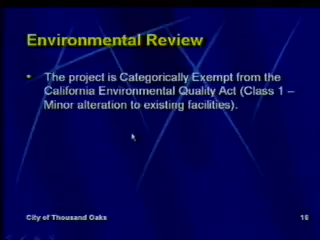 Environmental Review
• The project is Categorically Exempt from the
California Environmental Quality Act (Class 1 –
Minor alteration to existing facilities).
City of Thousand Oaks 16